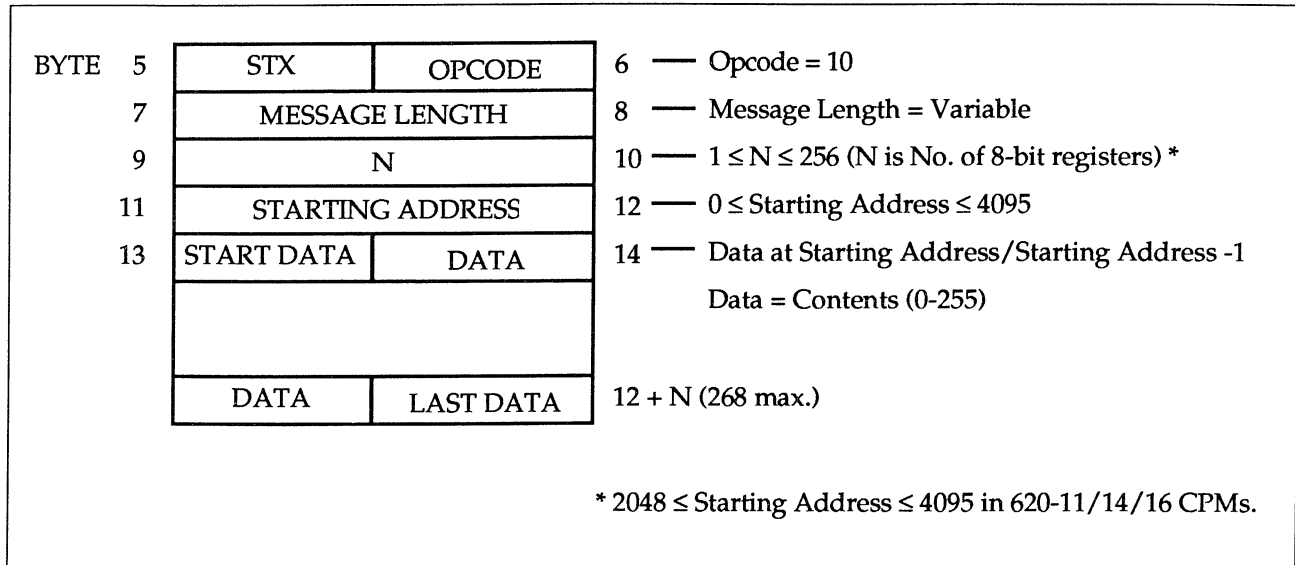 BYTE 5 STX OPCODE 6 — Opcode = 10
7 MESSAGE LENGTH 8 — Message Length = Variable
9 N 10 — 1 ≤ N ≤ 256 (N is No. of 8-bit registers) *
11 STARTING ADDRESS 12 — 0 ≤ Starting Address ≤ 4095
13 START DATA DATA 14 — Data at Starting Address/Starting Address -1
Data = Contents (0-255)
DATA LAST DATA 12 + N (268 max.)
* 2048 ≤ Starting Address ≤ 4095 in 620-11/14/16 CPMs.